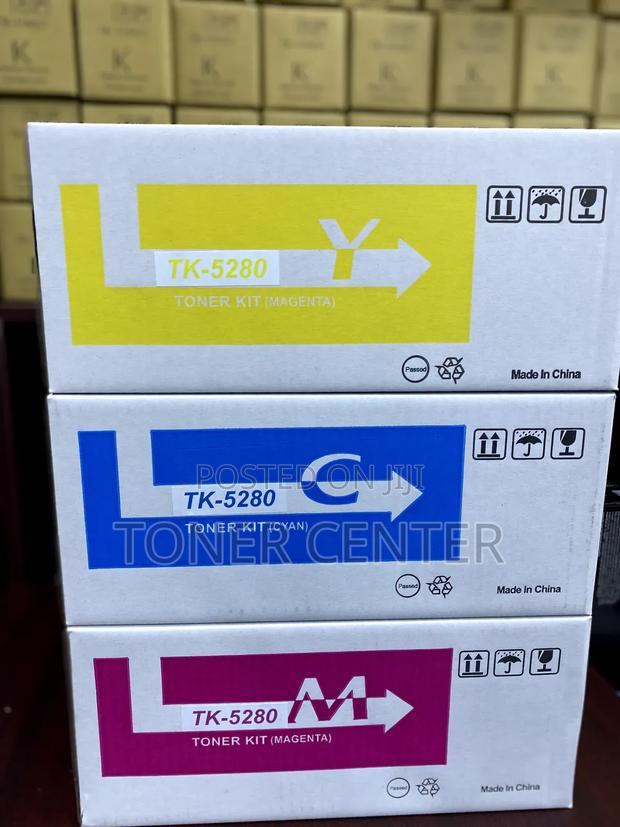 K
K
K
K
K
Y
TK-5280
TONER KIT (MAGENTA)
Passed
Made In China
C
POSTED ON JIJI
TK-5280
TONER KIT (CYAN)
TONER CENTER
Passed
Made In China
M
TK-5280
TONER KIT (MAGENTA)
Passed
Made In China